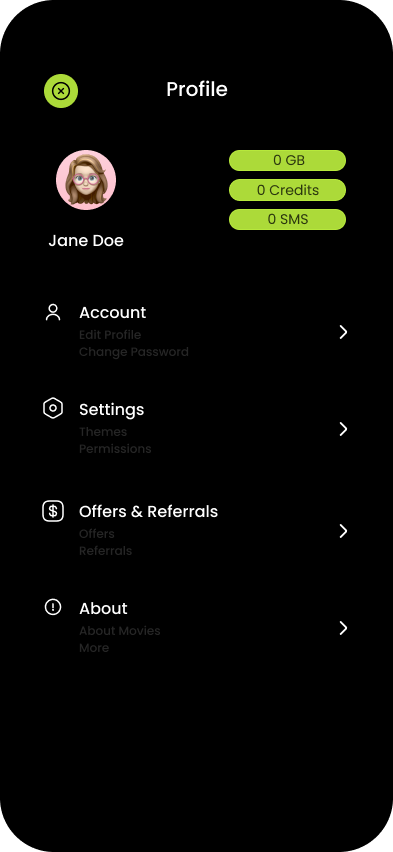 Profile
0 GB
0 Credits
0 SMS
Jane Doe
Account
Edit Profile
Change Password
Settings
Themes
Permissions
Offers & Referrals
Offers
Referrals
About
About Movies
More